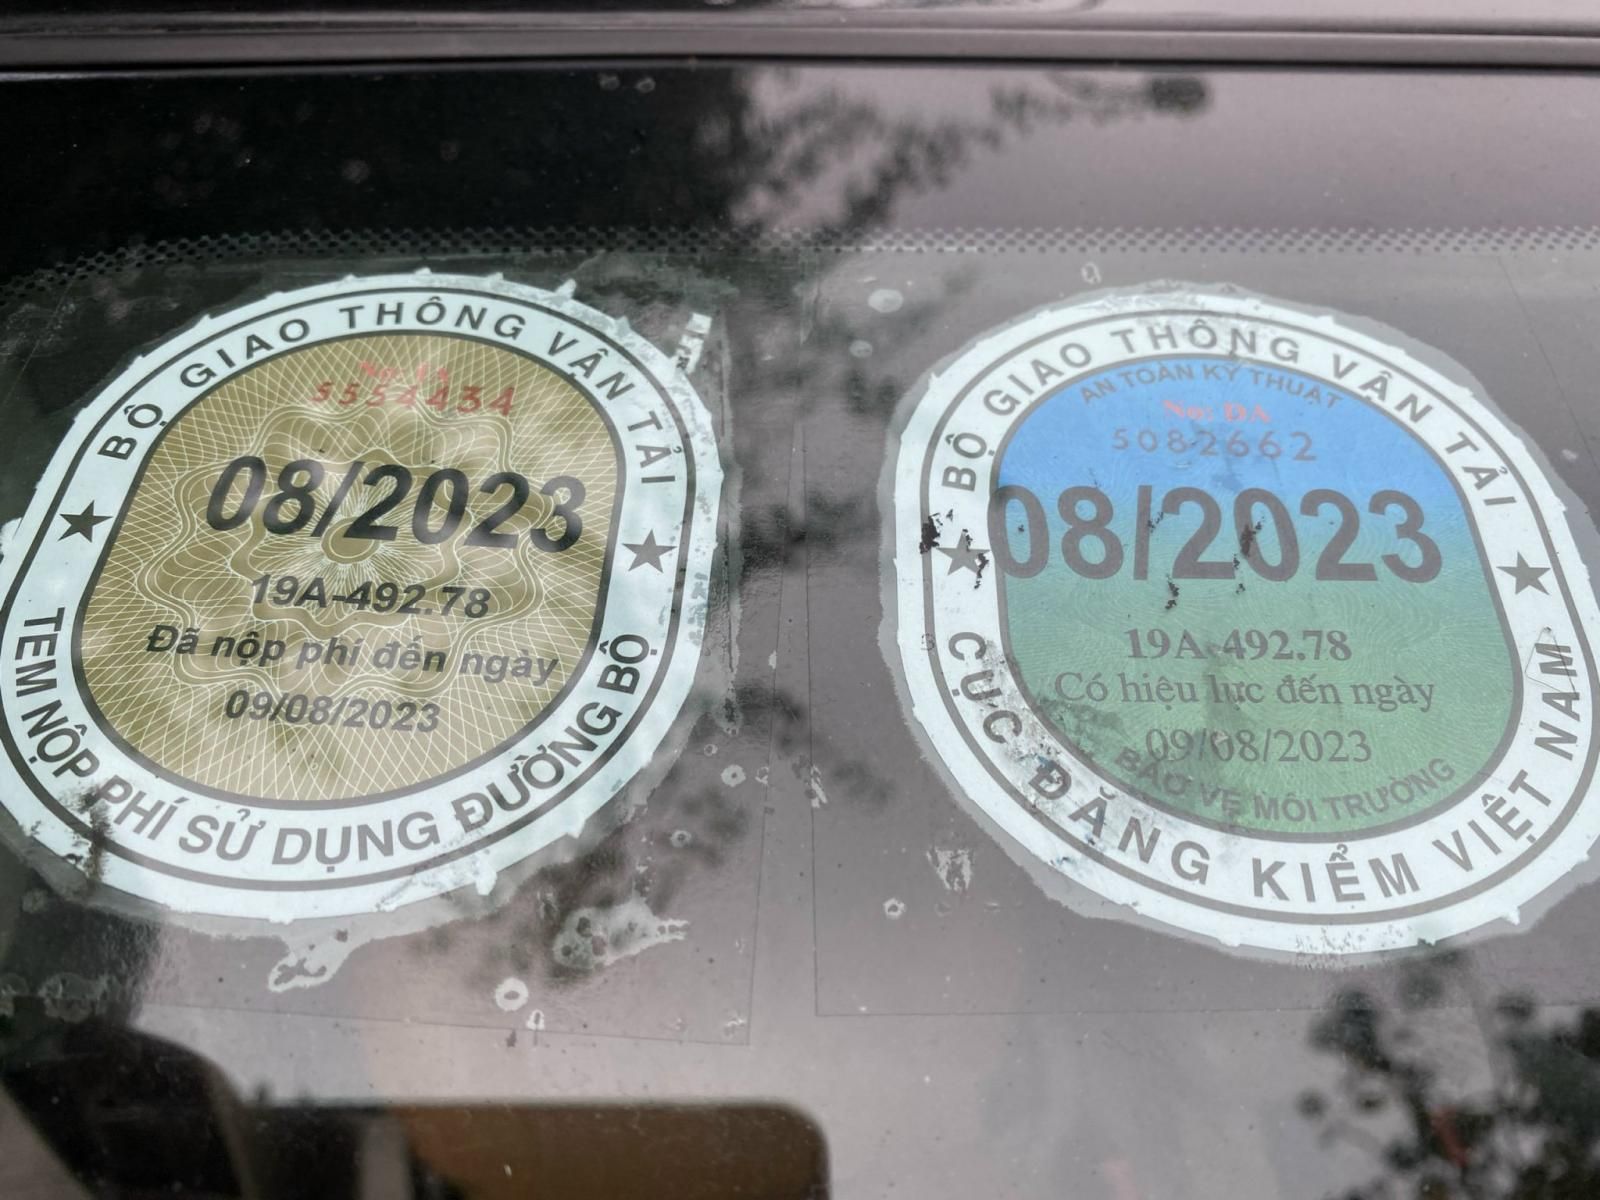 BỘ GIAO THÔNG VẬN TẢI
5554434
08/2023
19A-492.78
Đã nộp phí đến ngày
09/08/2023
TEM NỘP PHÍ SỬ DỤNG ĐƯỜNG BỘ
BỘ GIAO THÔNG VẬN TẢI
AN TOÀN KỸ THUẬT
No: DA
5082662
08/2023
19A-492.78
Có hiệu lực đến ngày
09/08/2023
BẢO VỆ MÔI TRƯỜNG
CỤC ĐĂNG KIỂM VIỆT NAM